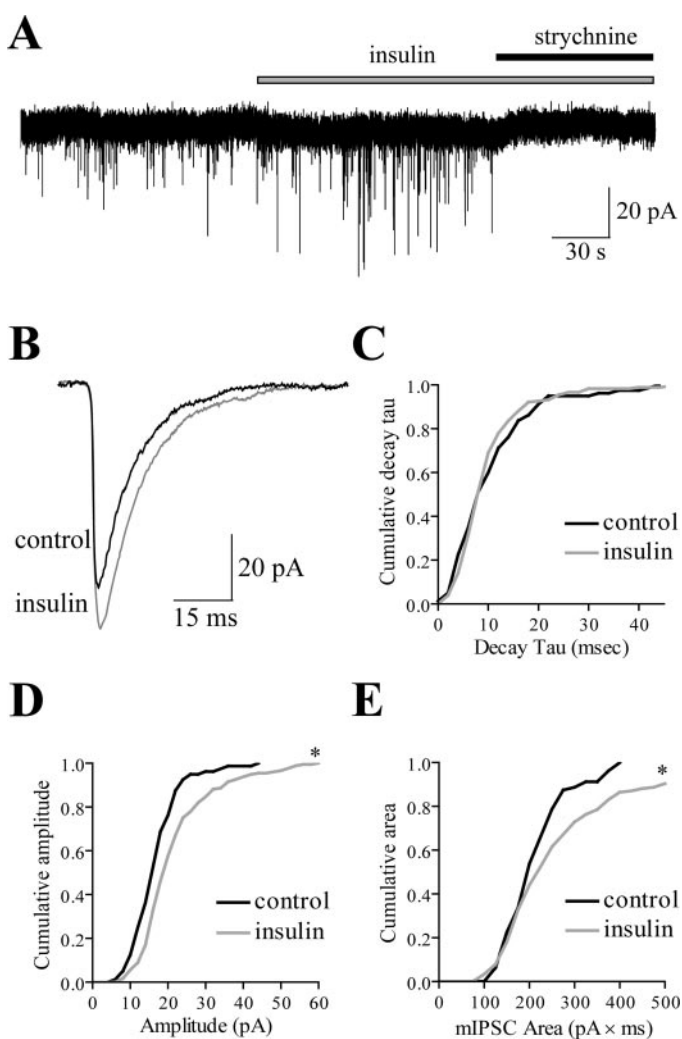 A
strychnine
insulin
20 pA
30 s
B
control
insulin
20 pA
15 ms
C
Cumulative decay tau
1.0
0.8
0.6
0.4
0.2
0.0
control
insulin
0 10 20 30 40
Decay Tau (msec)
D
*
Cumulative amplitude
1.0
0.8
0.6
0.4
0.2
0.0
control
insulin
0 10 20 30 40 50 60
Amplitude (pA)
E
*
Cumulative area
1.0
0.8
0.6
0.4
0.2
0.0
control
insulin
0 100 200 300 400 500
mIPSC Area (pA × ms)